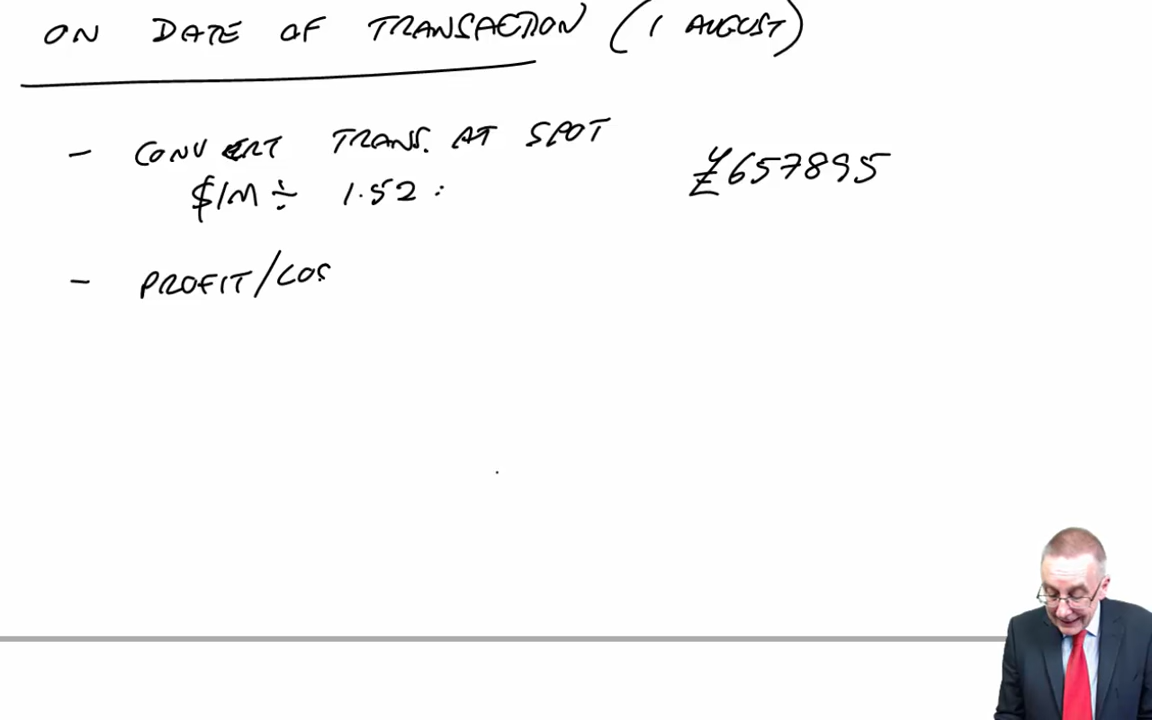 ON DATE OF TRANSACTION (1 AUGUST)
- CONVERT TRANS. AT SPOT
$1M ÷ 1.52 : £657895
- PROFIT/LOS